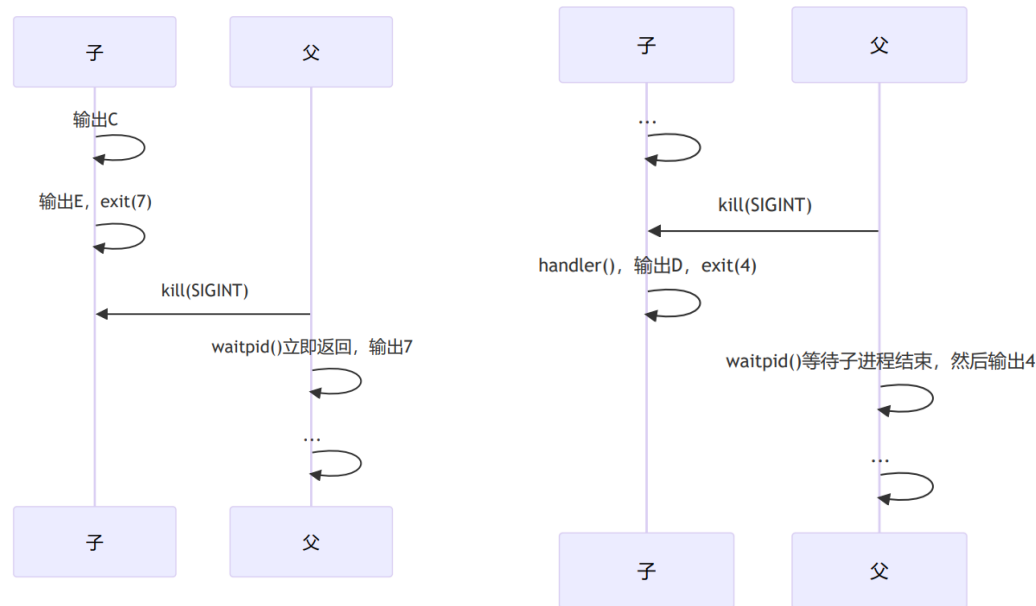 子
父
输出C
输出E，exit(7)
kill(SIGINT)
waitpid()立即返回，输出7
...
子
父
子
父
...
kill(SIGINT)
handler()，输出D，exit(4)
waitpid()等待子进程结束，然后输出4
...
子
父